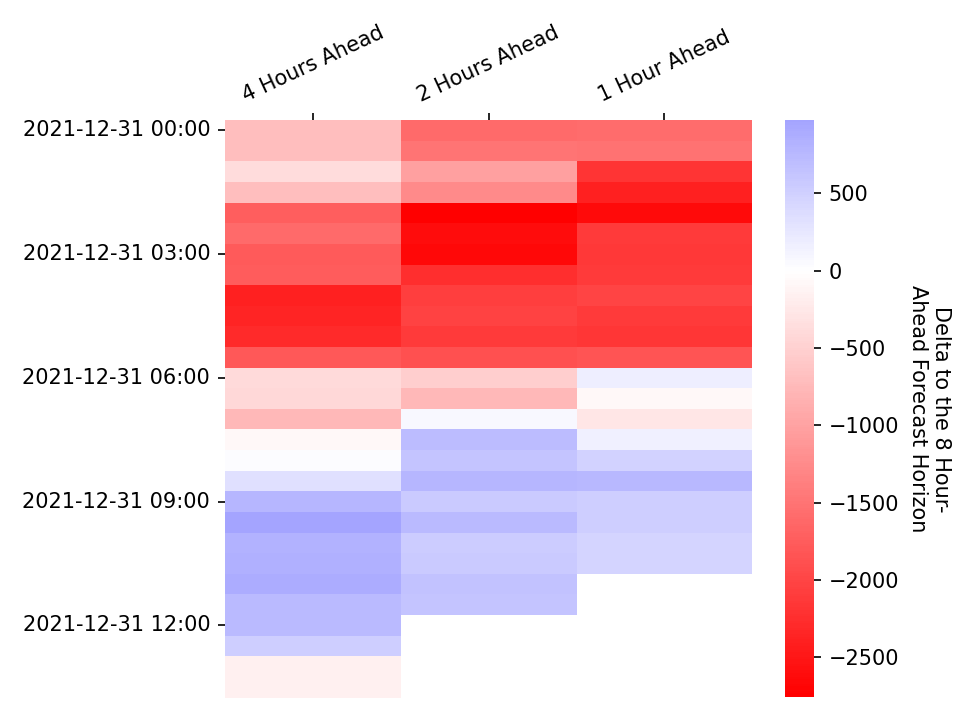 4 Hours Ahead
2 Hours Ahead
1 Hour Ahead
2021-12-31 00:00
2021-12-31 03:00
2021-12-31 06:00
2021-12-31 09:00
2021-12-31 12:00
500
0
−500
−1000
−1500
−2000
−2500
Delta to the 8 Hour-
Ahead Forecast Horizon